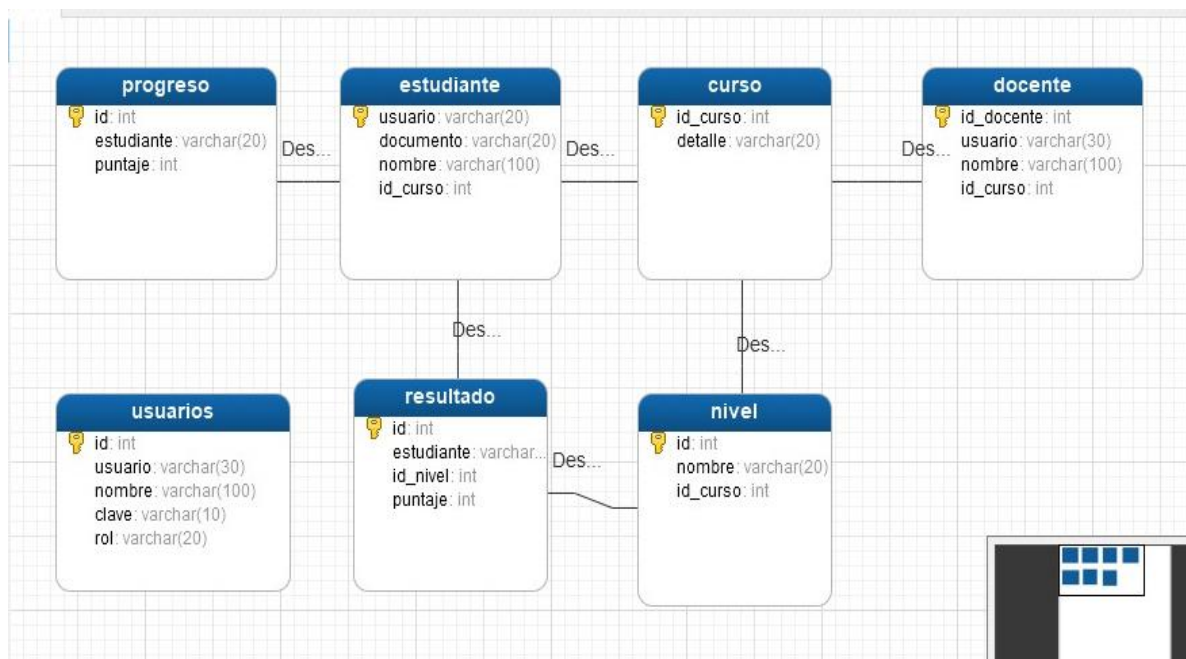 progreso
id: int
estudiante: varchar(20)
puntaje: int
Des...
estudiante
usuario: varchar(20)
documento: varchar(20)
nombre: varchar(100)
id_curso: int
Des...
curso
id_curso: int
detalle: varchar(20)
Des...
docente
id_docente: int
usuario: varchar(30)
nombre: varchar(100)
id_curso: int
Des...
Des...
usuarios
id: int
usuario: varchar(30)
nombre: varchar(100)
clave: varchar(10)
rol: varchar(20)
resultado
id: int
estudiante: varchar...
id_nivel: int
puntaje: int
Des...
nivel
id: int
nombre: varchar(20)
id_curso: int